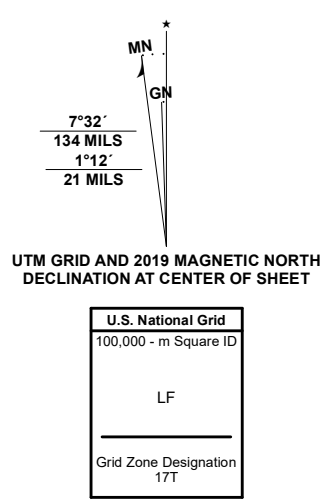 MN
GN
7°32´
134 MILS
1°12´
21 MILS
UTM GRID AND 2019 MAGNETIC NORTH
DECLINATION AT CENTER OF SHEET
U.S. National Grid
100,000 - m Square ID
LF
Grid Zone Designation
17T